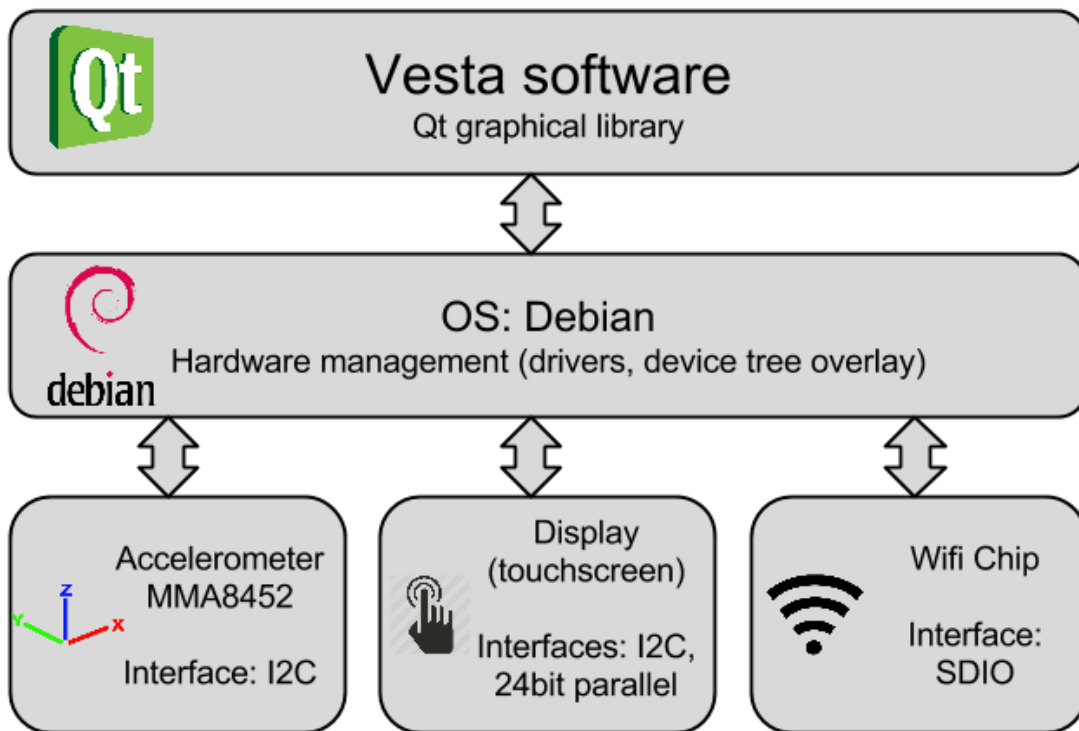 Qt
Vesta software
Qt graphical library
OS: Debian
Hardware management (drivers, device tree overlay)
debian
Accelerometer
MMA8452
Z
Y
X
Interface: I2C
Display
(touchscreen)
Interfaces: I2C,
24bit parallel
Wifi Chip
Interface:
SDIO